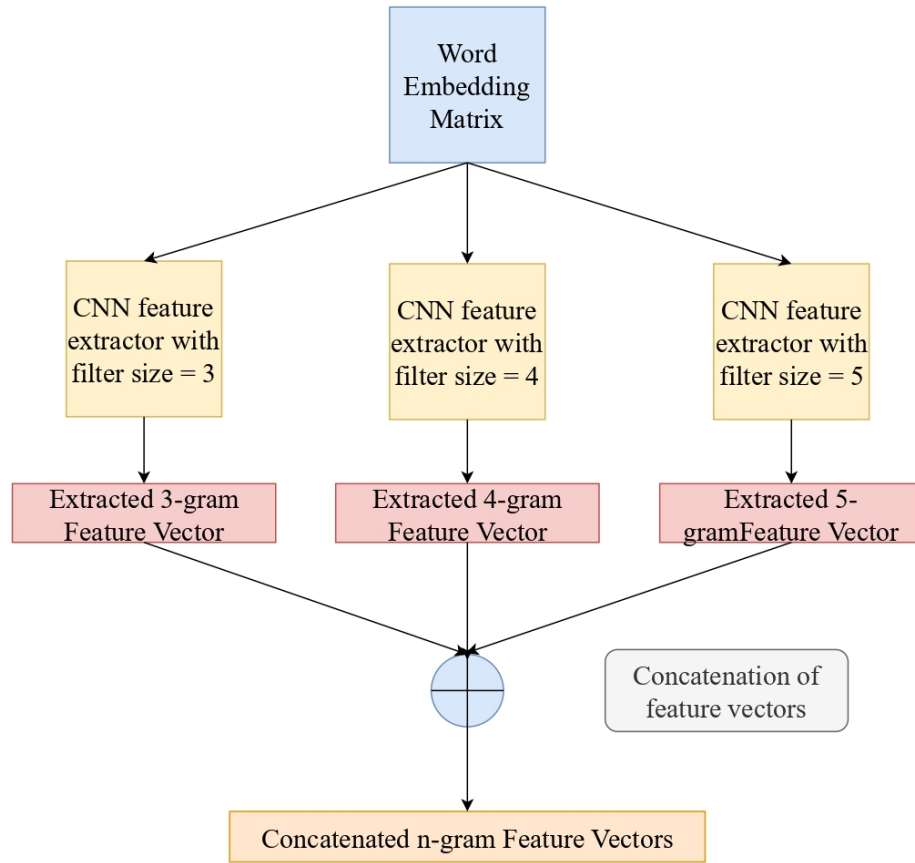 Word
Embedding
Matrix
CNN feature
extractor with
filter size = 3
CNN feature
extractor with
filter size = 4
CNN feature
extractor with
filter size = 5
Extracted 3-gram
Feature Vector
Extracted 4-gram
Feature Vector
Extracted 5-
gramFeature Vector
Concatenation of
feature vectors
Concatenated n-gram Feature Vectors